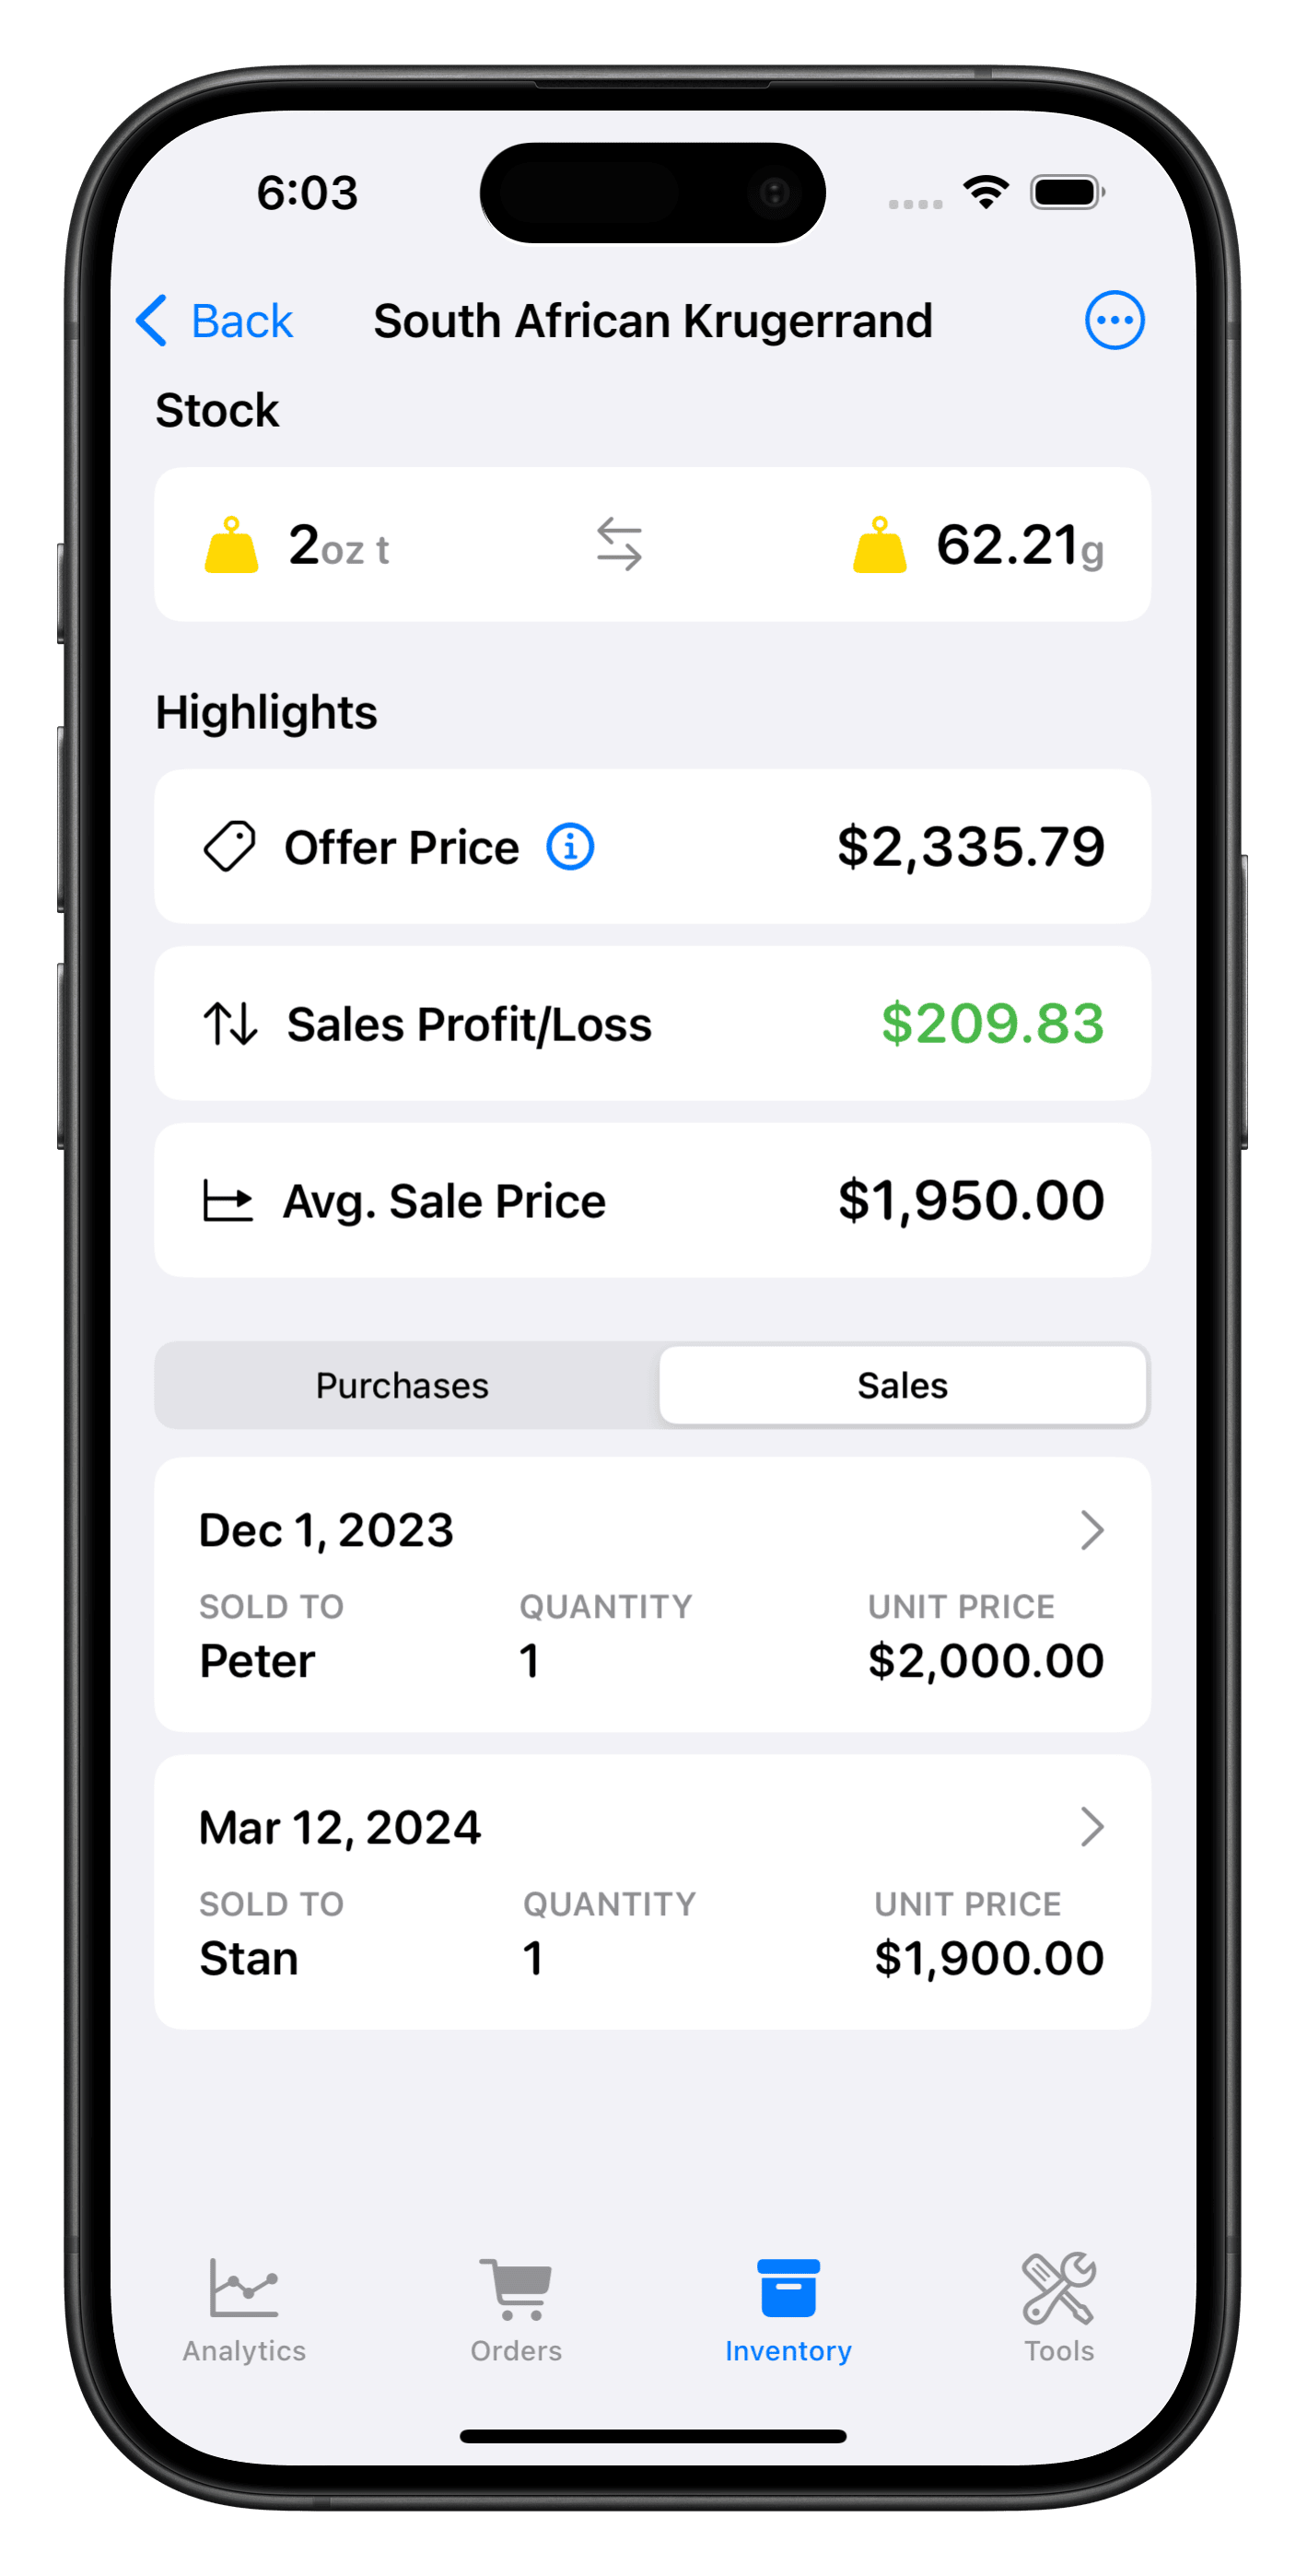 6:03
Back South African Krugerrand
Stock
2oz t 62.21g
Highlights
Offer Price $2,335.79
Sales Profit/Loss $209.83
Avg. Sale Price $1,950.00
Purchases Sales
Dec 1, 2023
SOLD TO QUANTITY UNIT PRICE
Peter 1 $2,000.00
Mar 12, 2024
SOLD TO QUANTITY UNIT PRICE
Stan 1 $1,900.00
Analytics Orders Inventory Tools